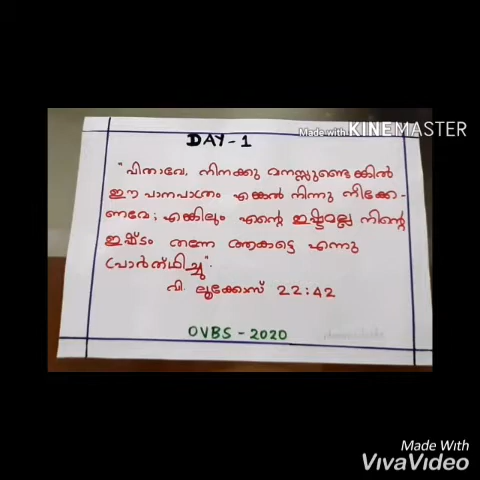 Made with KINEMASTER
DAY-1
"പിതാവേ, നിനക്കു മനസ്സുണ്ടെങ്കിൽ
ഈ പാനപാത്രം എങ്കൽ നിന്നു നീക്കേ-
ണമേ; എങ്കിലും എന്റെ ഇഷ്ടമല്ല നിന്റെ
ഇഷ്ടം തന്നേ ആകട്ടെ എന്നു
പ്രാർത്ഥിച്ചു".
വി. ലൂക്കോസ് 22:42
OVBS - 2020
Made With
VivaVideo